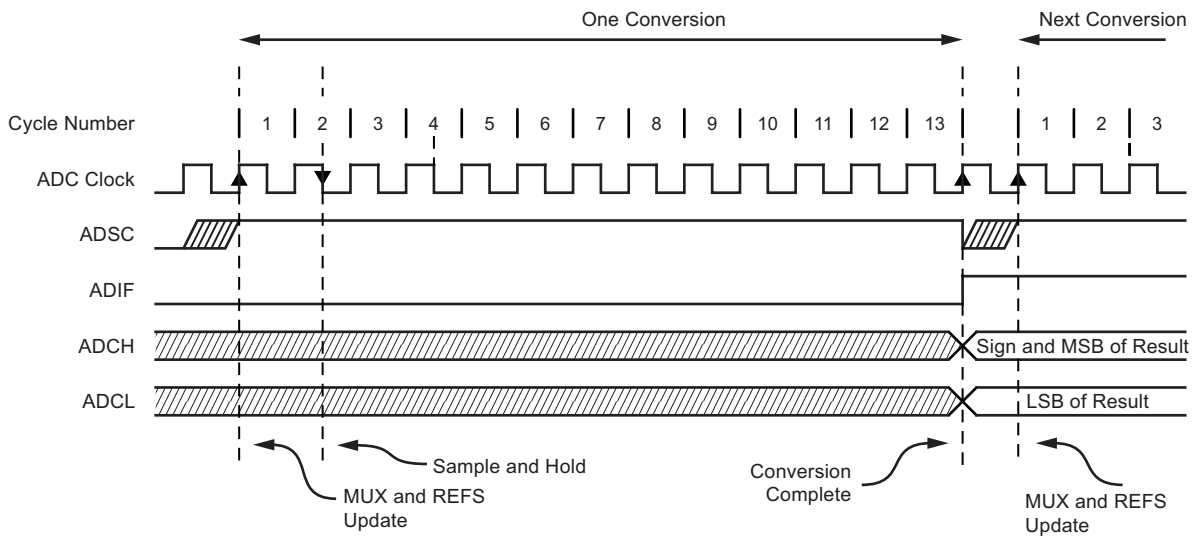 One Conversion
Next Conversion
Cycle Number 1 2 3 4 5 6 7 8 9 10 11 12 13 1 2 3
ADC Clock
ADSC
ADIF
ADCH
Sign and MSB of Result
ADCL
LSB of Result
Sample and Hold
MUX and REFS
Update
Conversion
Complete
MUX and REFS
Update